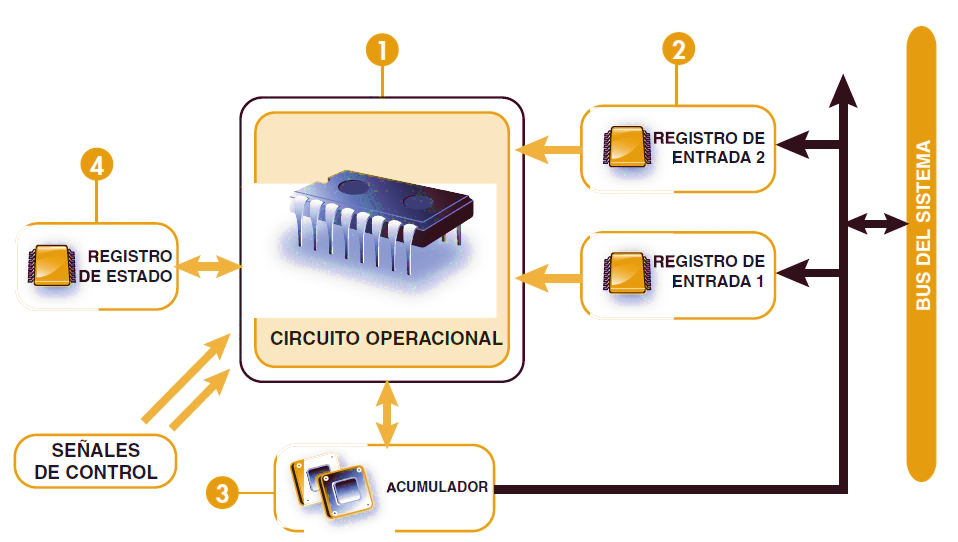 1
2
REGISTRO DE
ENTRADA 2
4
REGISTRO
DE ESTADO
REGISTRO DE
ENTRADA 1
BUS DEL SISTEMA
CIRCUITO OPERACIONAL
SEÑALES
DE CONTROL
3
ACUMULADOR